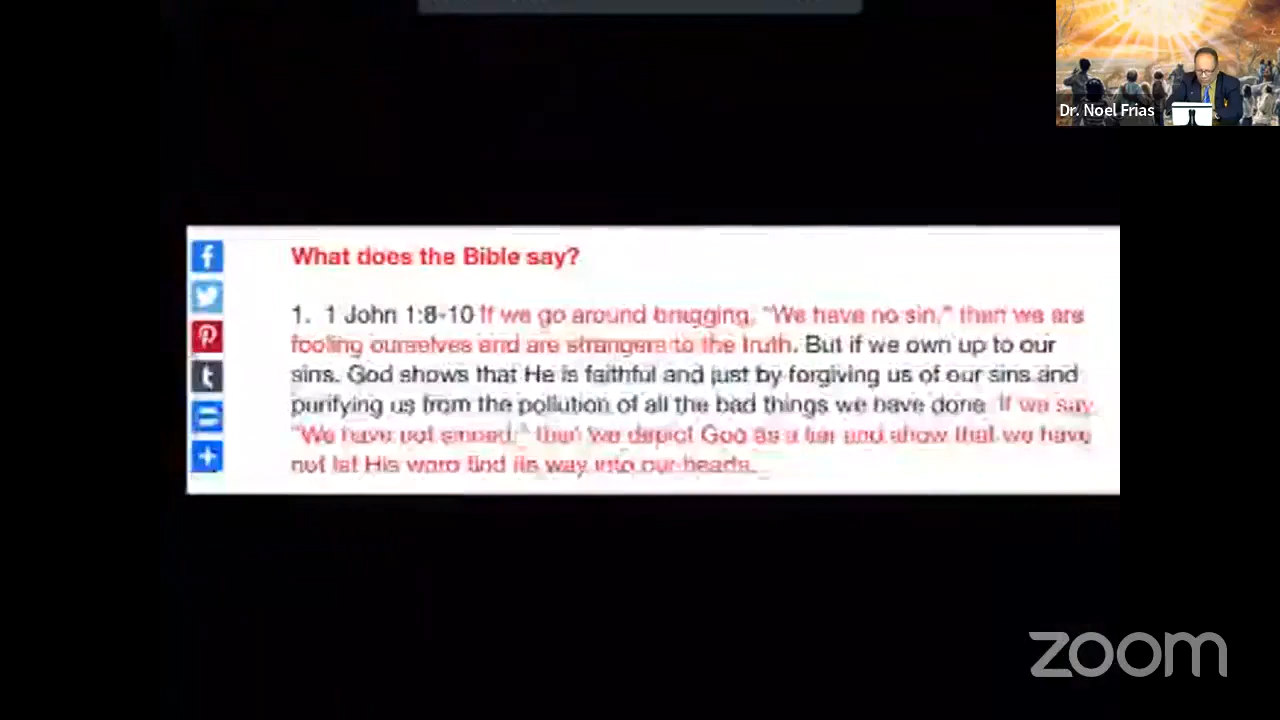 Dr. Noel Frias
What does the Bible say?
1. 1 John 1:8-10 If we go around bragging, "We have no sin," then we are
fooling ourselves and are strangers to the truth. But if we own up to our
sins. God shows that He is faithful and just by forgiving us of our sins and
purifying us from the pollution of all the bad things we have done. If we say,
"We have not sinned," then we depict God as a liar and show that we have
not let His word find its way into our heads.
zoom